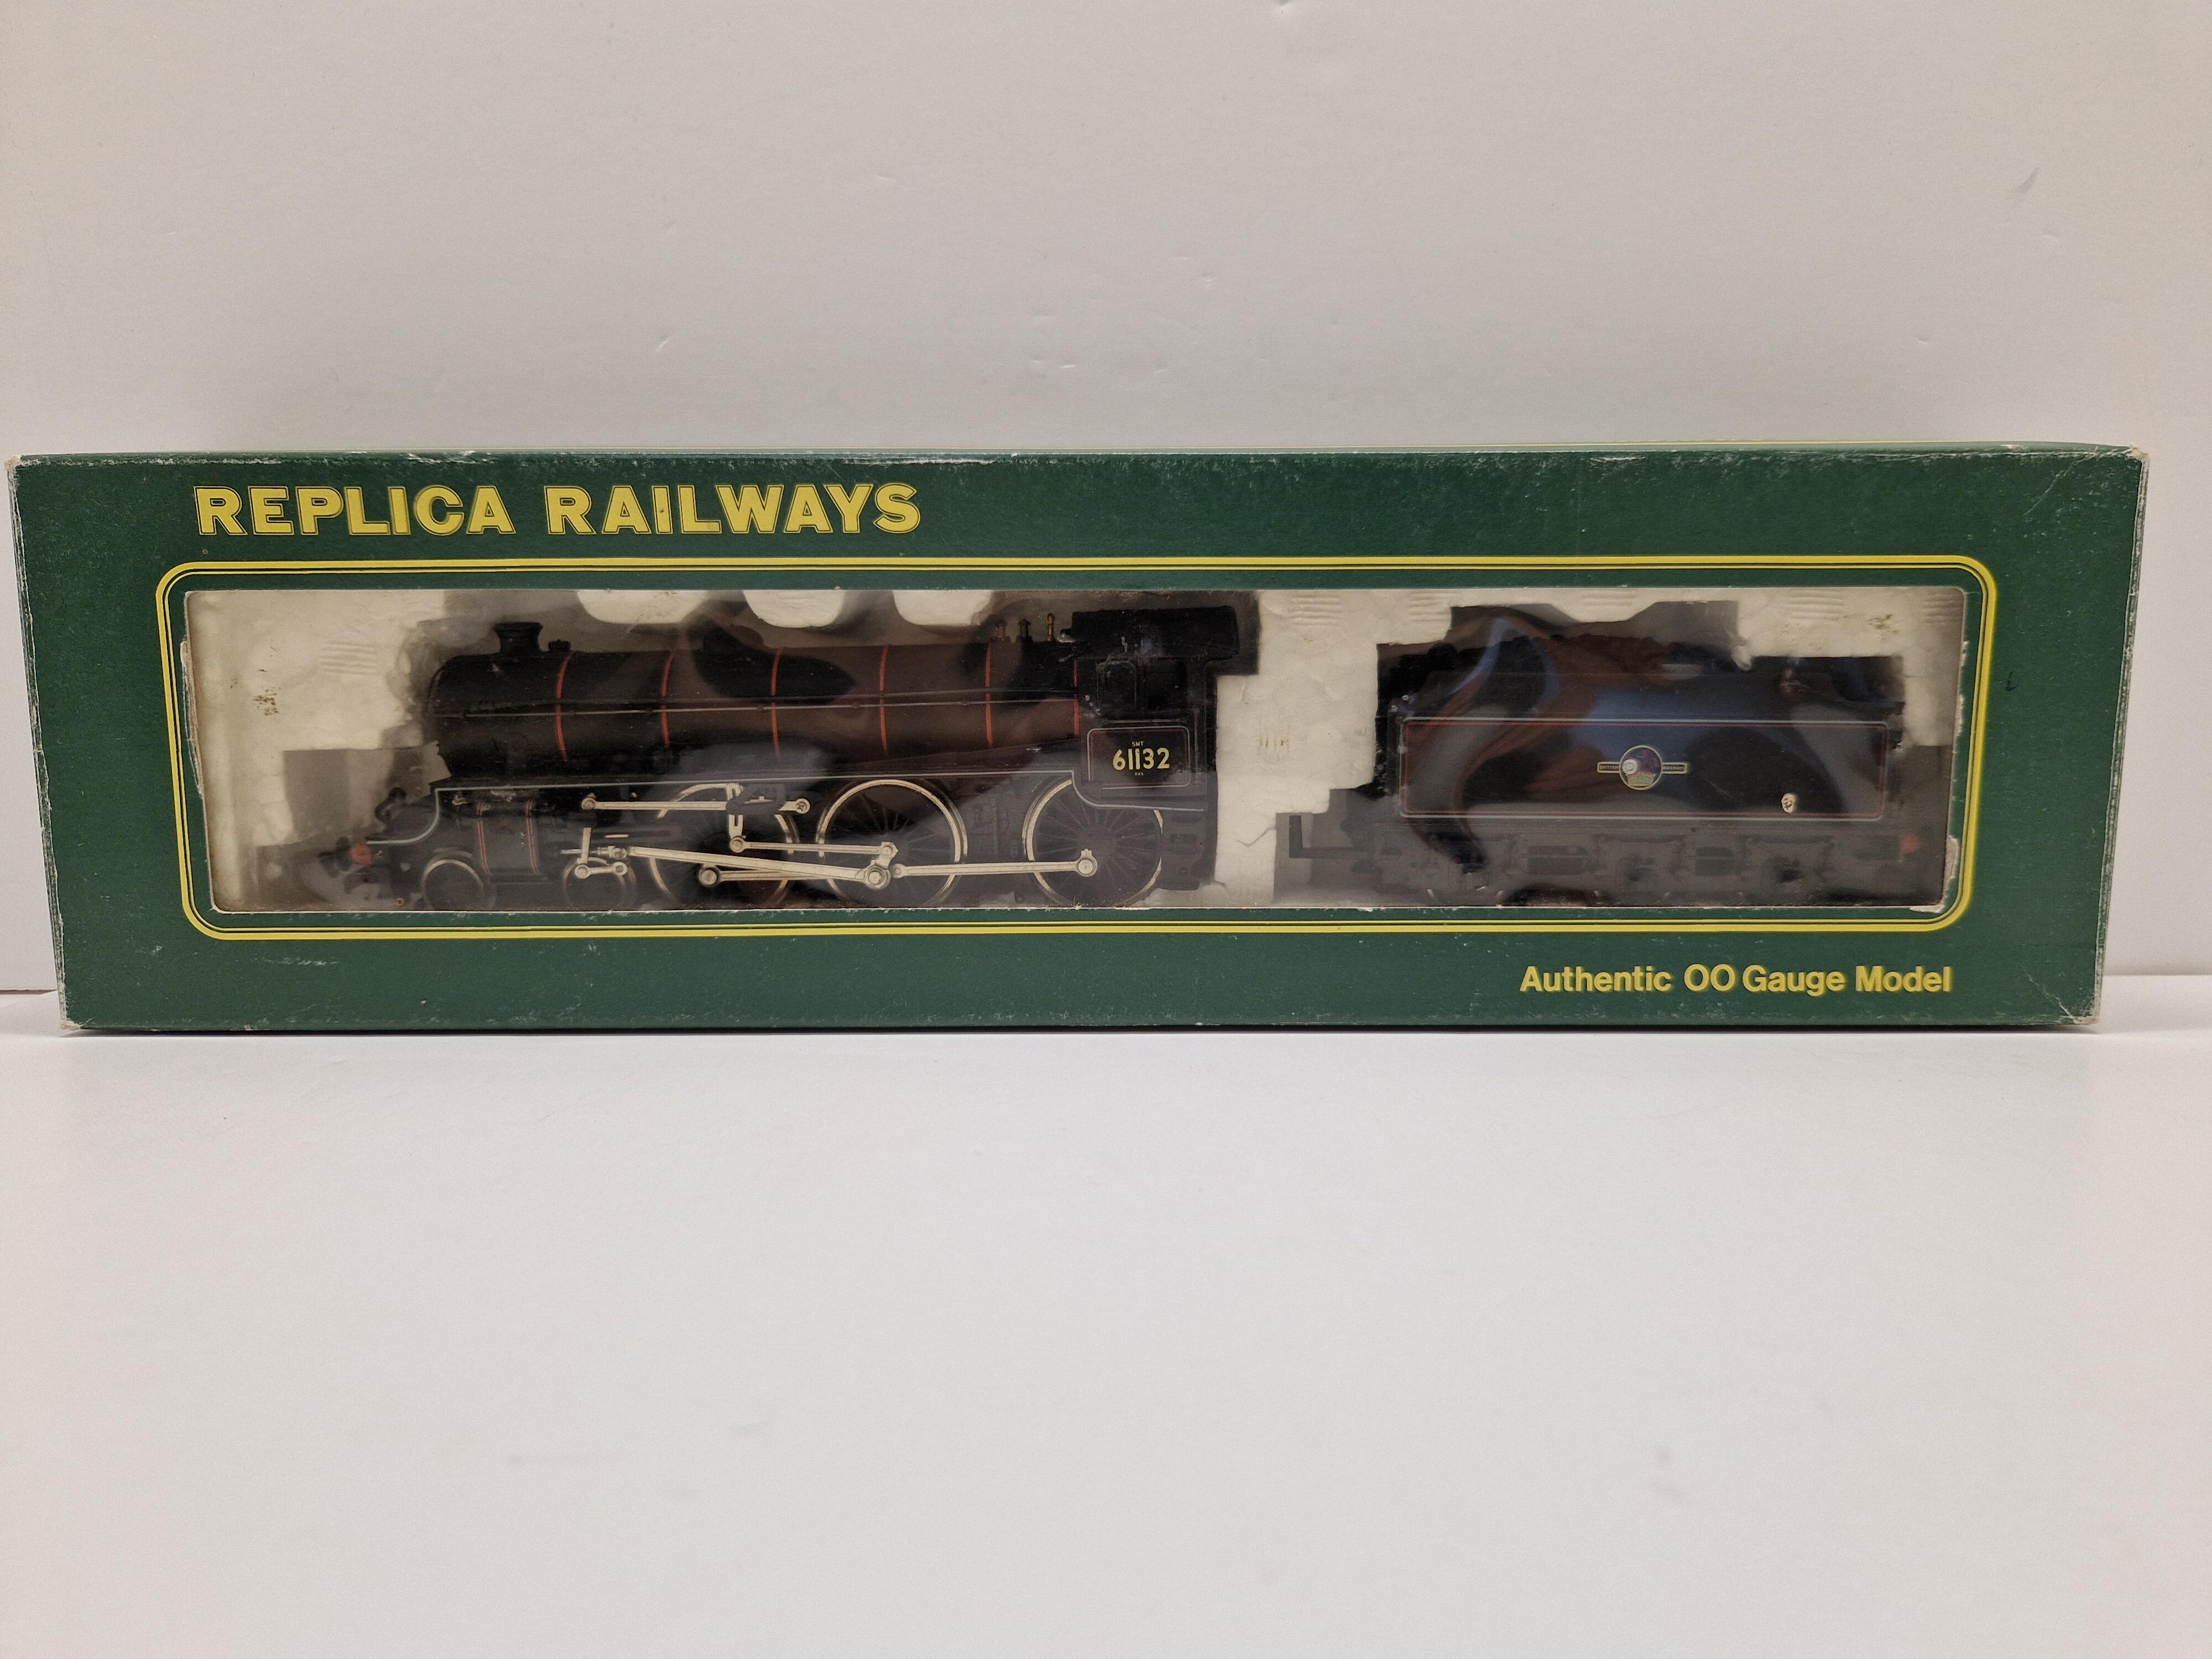 REPLICA RAILWAYS
61132
Authentic OO Gauge Model